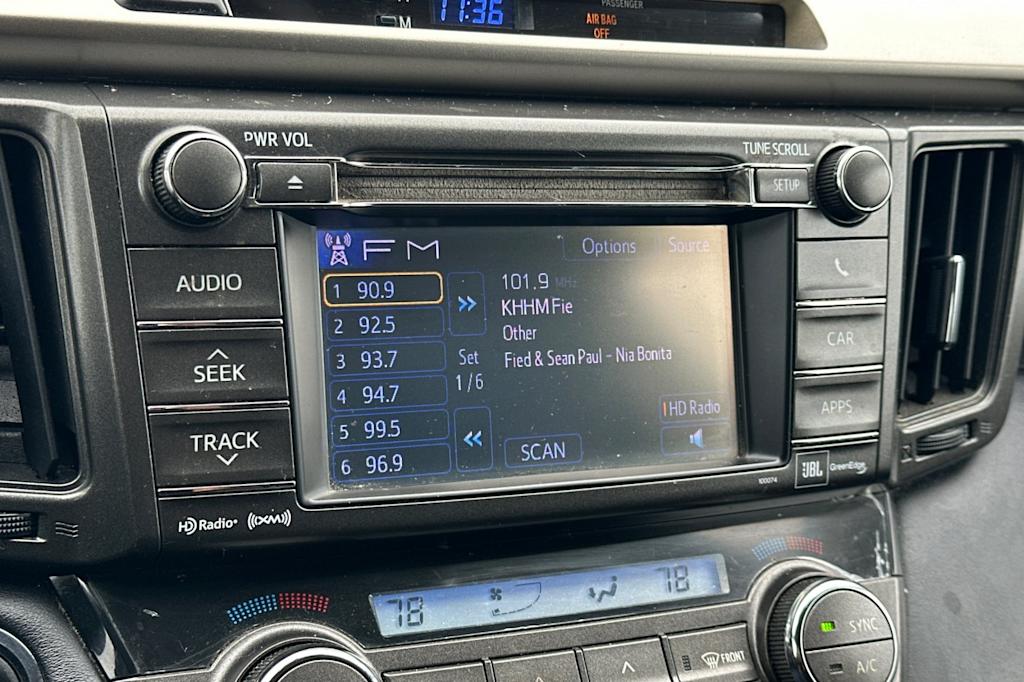 PASSENGER
M
11:36
AIR BAG
OFF
PWR VOL
TUNE SCROLL
SETUP
AUDIO
SEEK
TRACK
FM
Options
Source
1 90.9
2 92.5
3 93.7
4 94.7
5 99.5
6 96.9
Set
1/6
101.9 MHz
KHHM Fie
Other
Fied & Sean Paul - Nia Bonita
HD Radio
SCAN
CAR
APPS
HD Radio
XM
100074
JBL GreenEdge
78
78
FRONT
SYNC
A/C